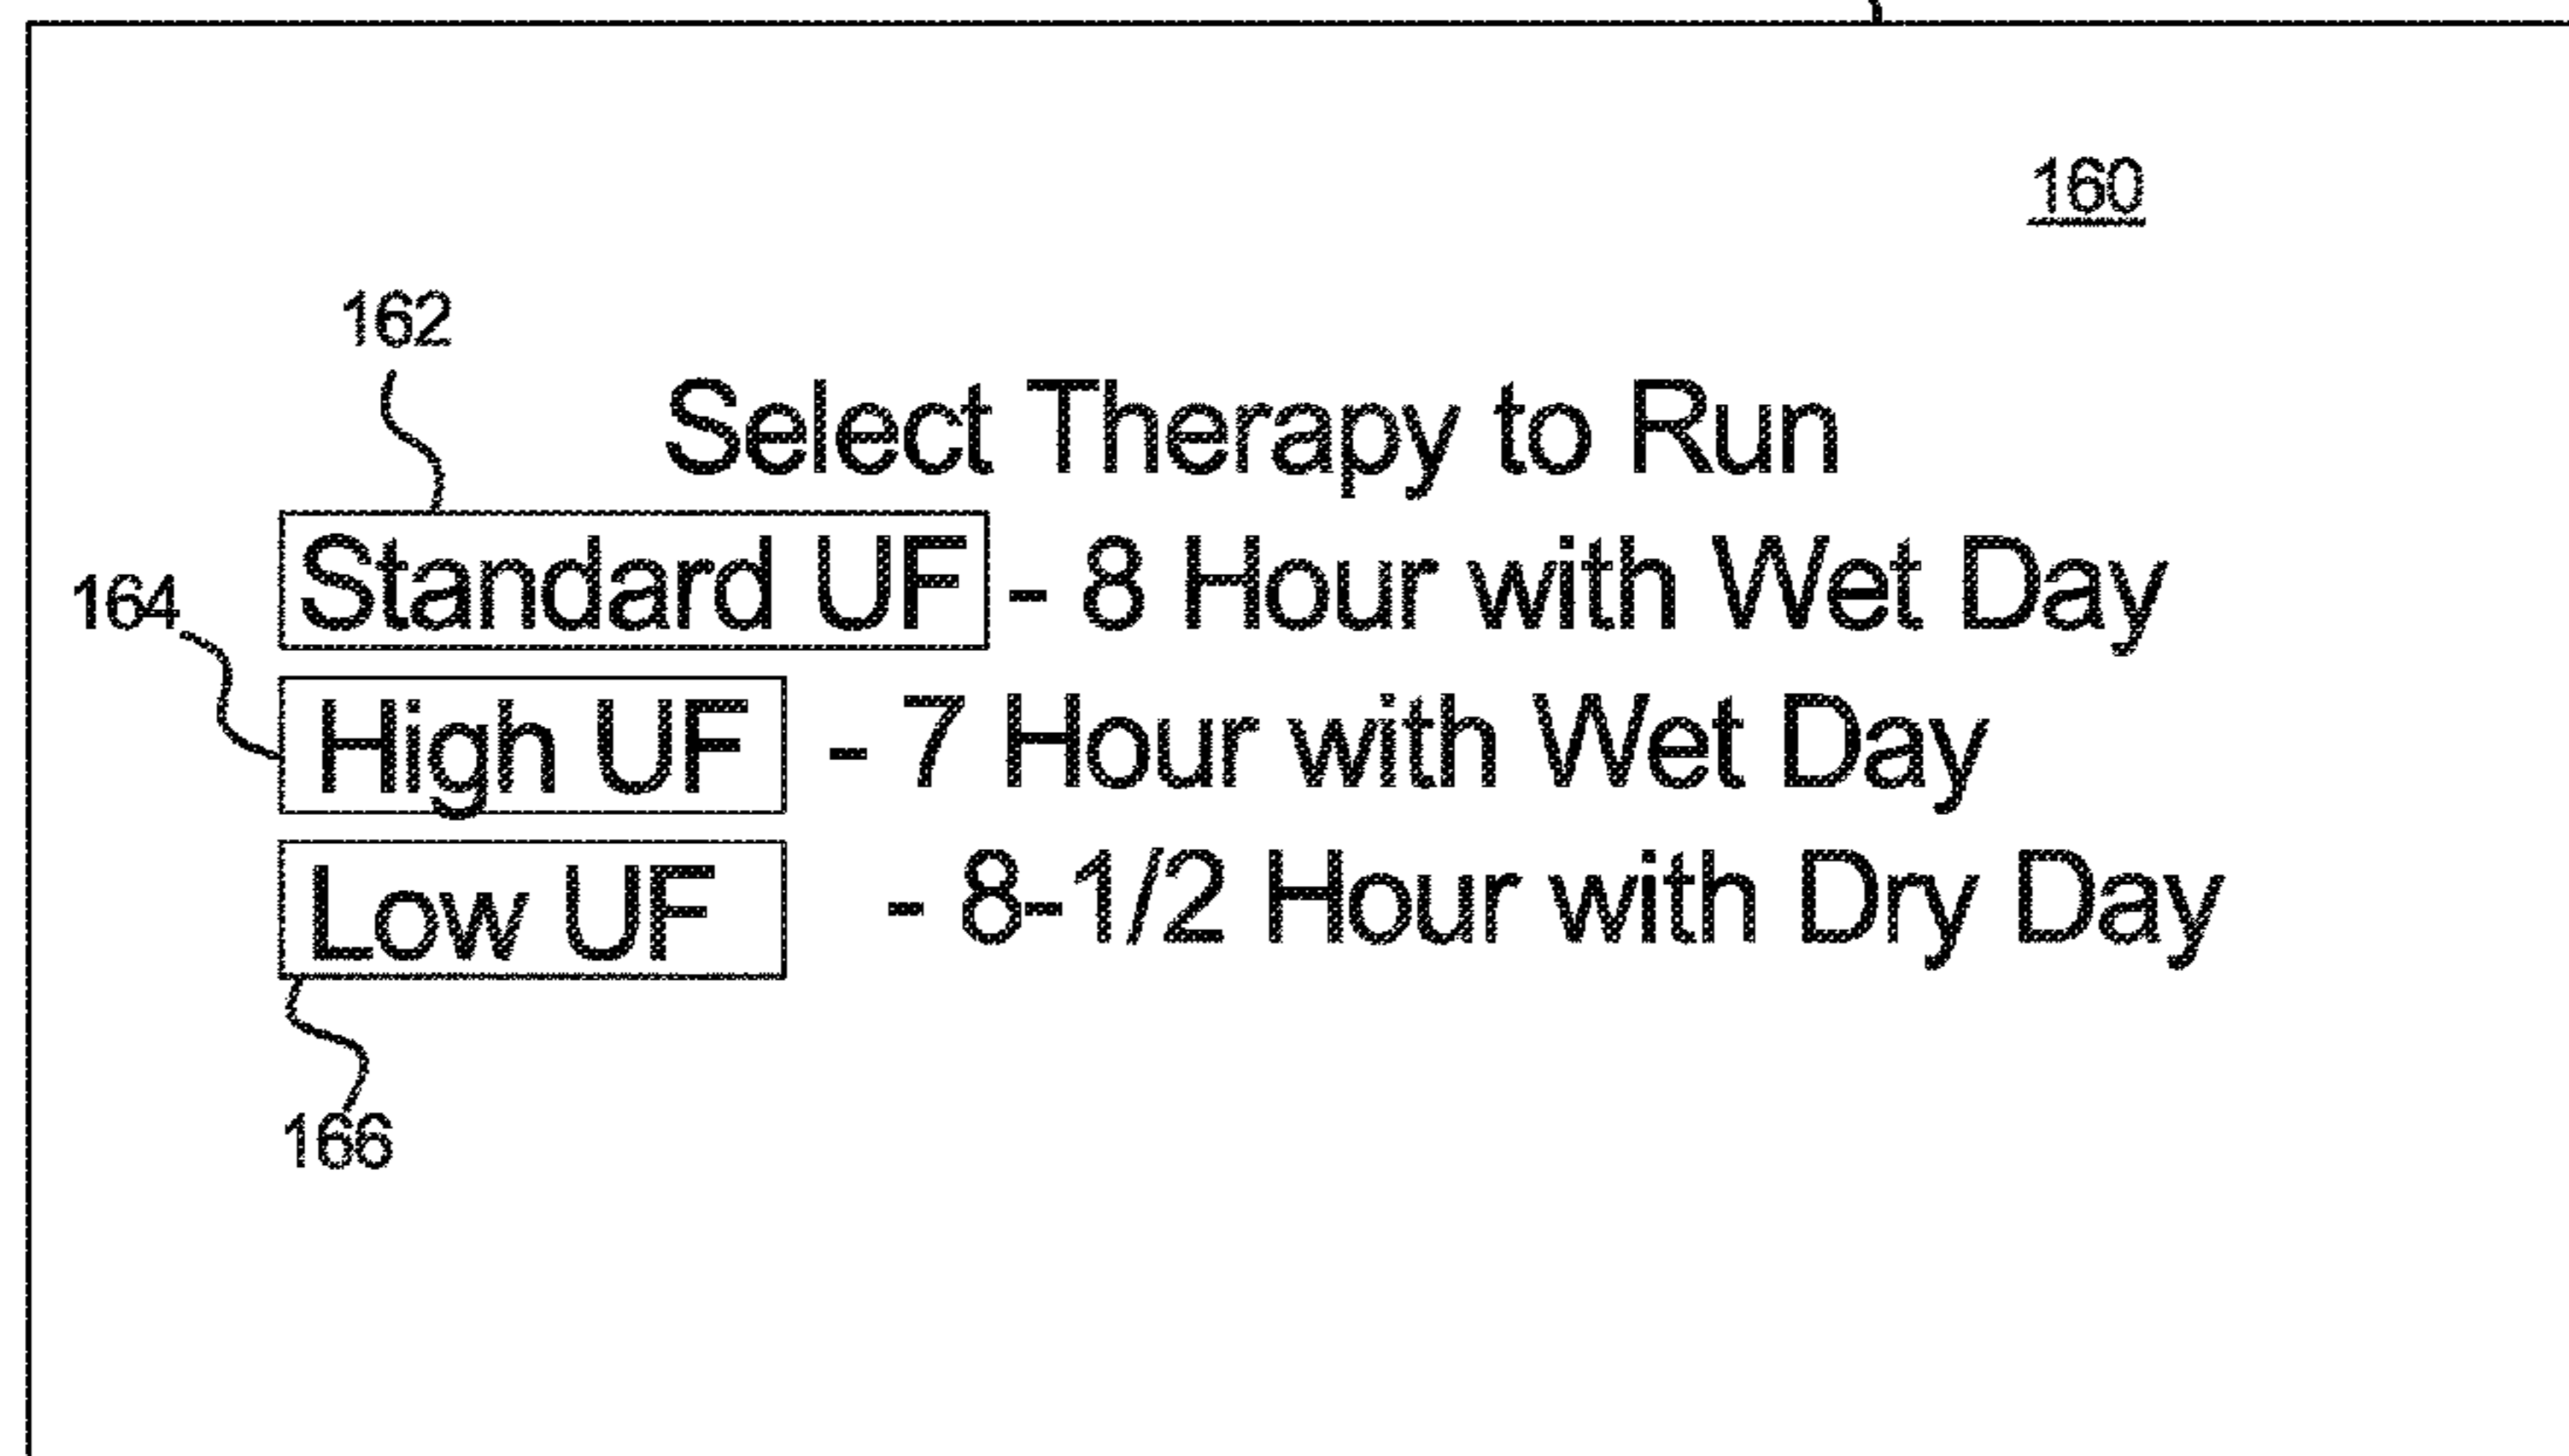 160
162
Select Therapy to Run
164
Standard UF - 8 Hour with Wet Day
High UF - 7 Hour with Wet Day
Low UF - 8-1/2 Hour with Dry Day
166